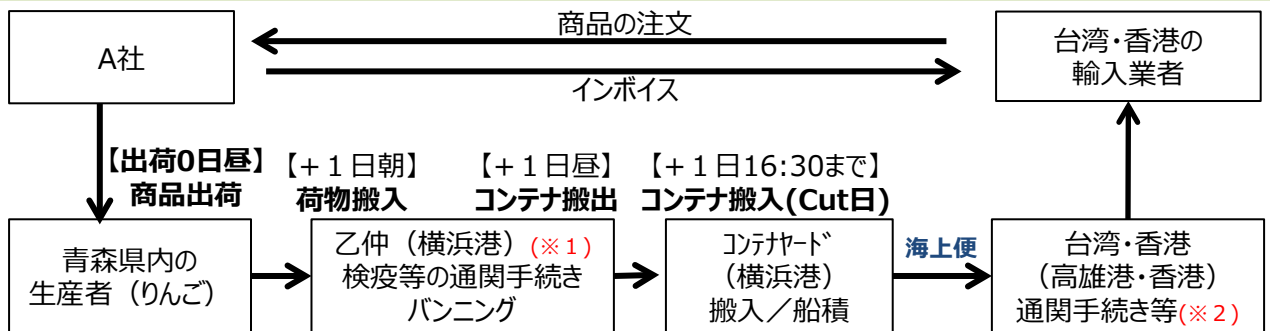 商品の注文
A社
台湾・香港の
輸入業者
インボイス
【出荷0日昼】
商品出荷
【+1日朝】
荷物搬入
【+1日昼】
コンテナ搬出
【+1日16:30まで】
コンテナ搬入(Cut日)
青森県内の
生産者（りんご）
乙仲（横浜港）(※1)
検疫等の通関手続き
バンニング
ｺﾝﾃﾅﾔｰﾄﾞ
（横浜港）
搬入／船積
海上便
台湾・香港
（高雄港・香港）
通関手続き等(※2)